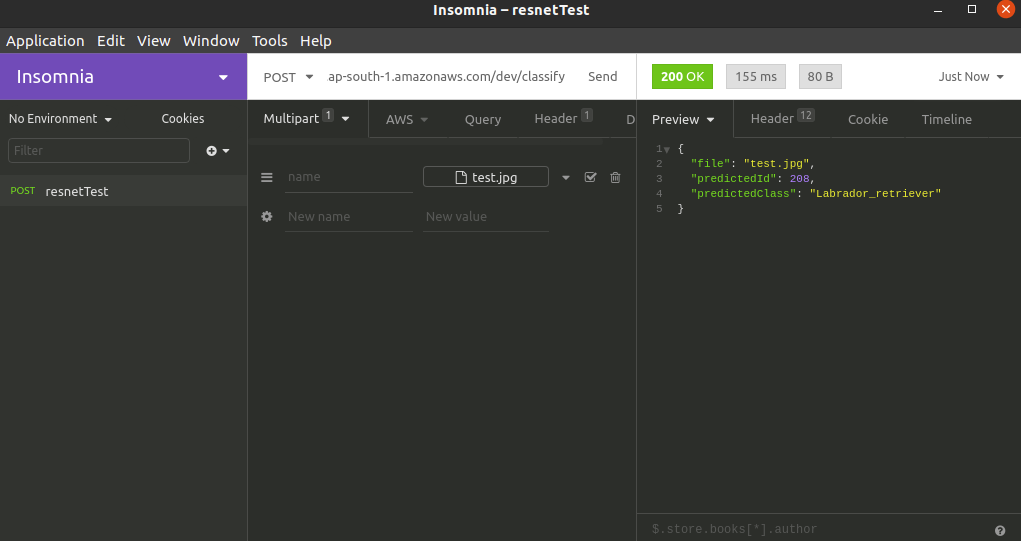 Insomnia – resnetTest
Application Edit View Window Tools Help
Insomnia
POST ap-south-1.amazonaws.com/dev/classify Send
200 OK 155 ms 80 B Just Now
No Environment Cookies
Multipart 1 AWS Query Header 1 D
Preview Header 12 Cookie Timeline
Filter
POST resnetTest
name test.jpg
New name New value
1 {
2 "file": "test.jpg",
3 "predictedId": 208,
4 "predictedClass": "Labrador_retriever"
5 }
$.store.books[*].author